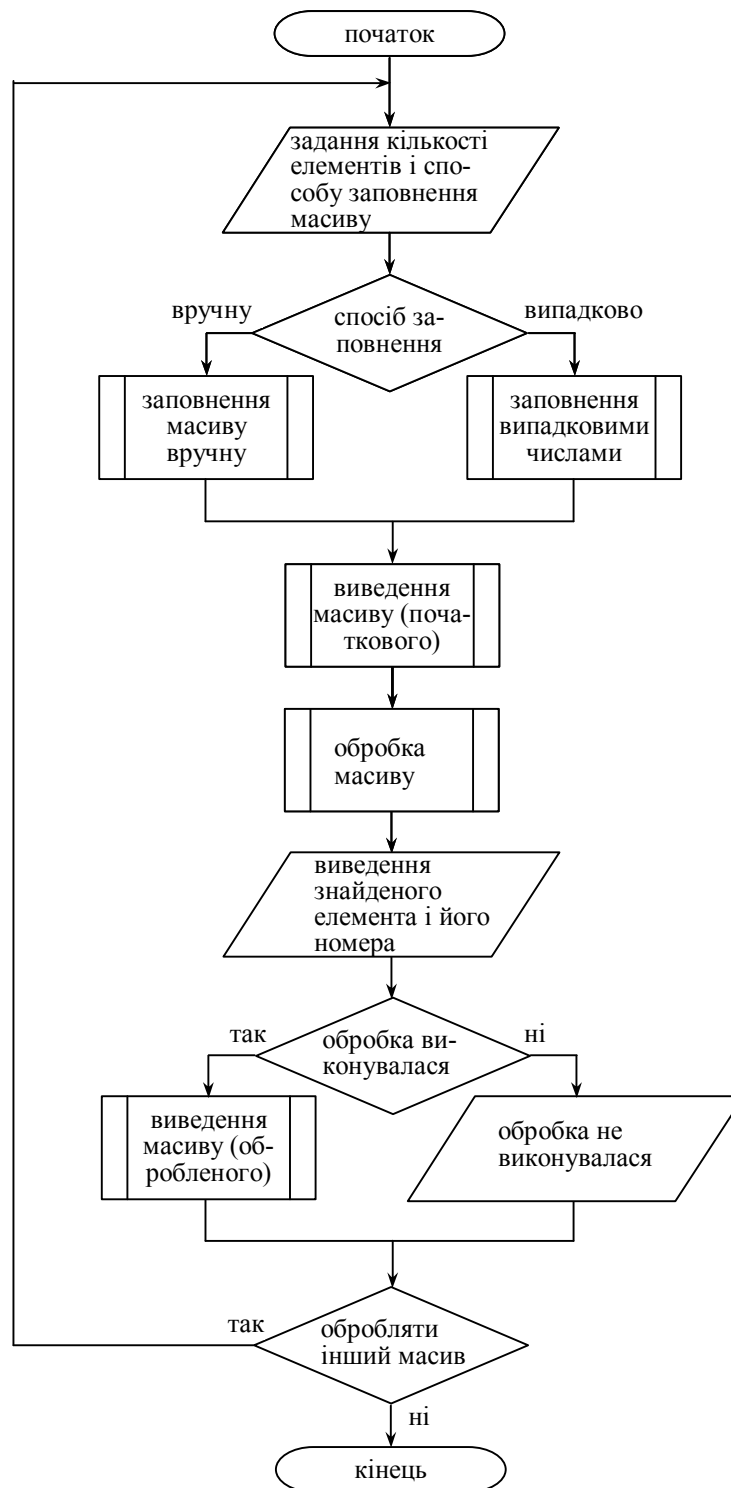 початок
задання кількості
елементів і спо-
собу заповнення
масиву
вручну
випадково
спосіб за-
повнення
заповнення
масиву
вручну
заповнення
випадковими
числами
виведення
масиву (поча-
ткового)
обробка
масиву
виведення
знайденого
елемента і його
номера
так
ні
обробка ви-
конувалася
виведення
масиву (об-
робленого)
обробка не
виконувалася
так
обробляти
інший масив
ні
кінець